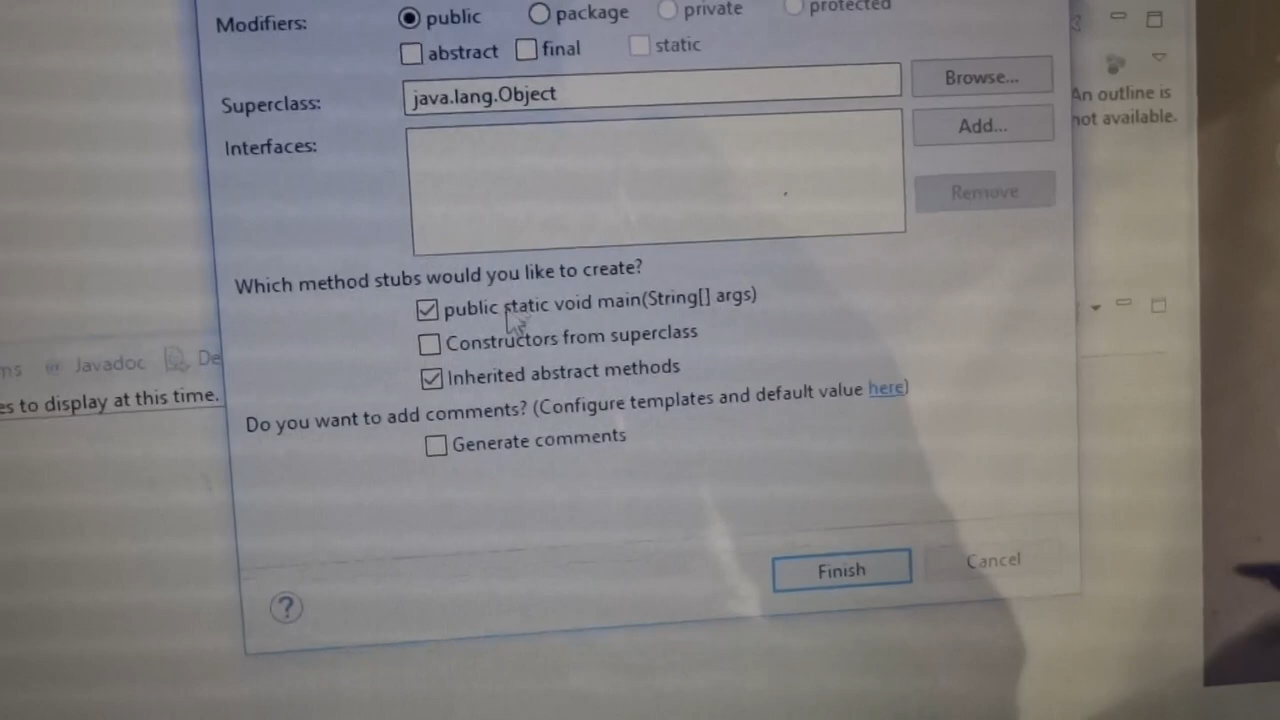 Modifiers: public package private protected
abstract final static
Superclass: java.lang.Object Browse...
Interfaces: Add...
Remove
An outline is
not available.
Which method stubs would you like to create?
public static void main(String[] args)
Constructors from superclass
Inherited abstract methods
Javadoc
to display at this time.
Do you want to add comments? (Configure templates and default value here)
Generate comments
Finish Cancel
?